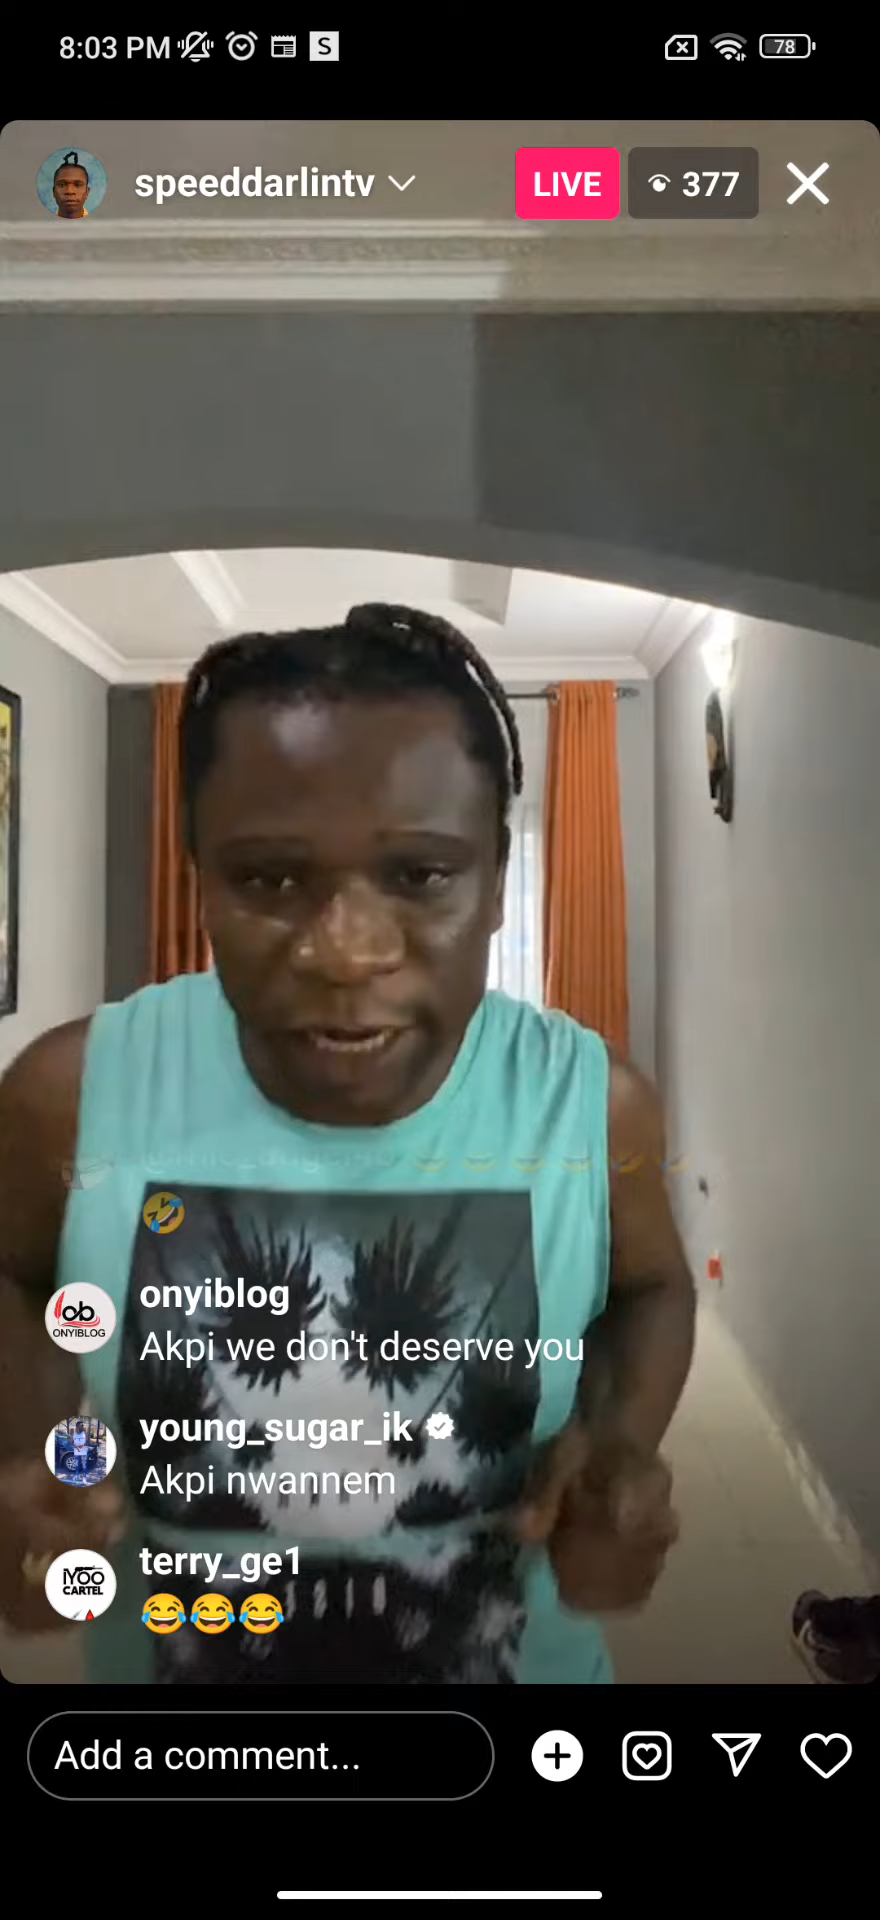 8:03 PM
S
78
speeddarlintv
LIVE
377
🤣
onyiblog
Akpi we don't deserve you
ob
ONYIBLOG
young_sugar_ik
Akpi nwannem
terry_ge1
😂😂😂
IYOO
CARTEL
Add a comment...